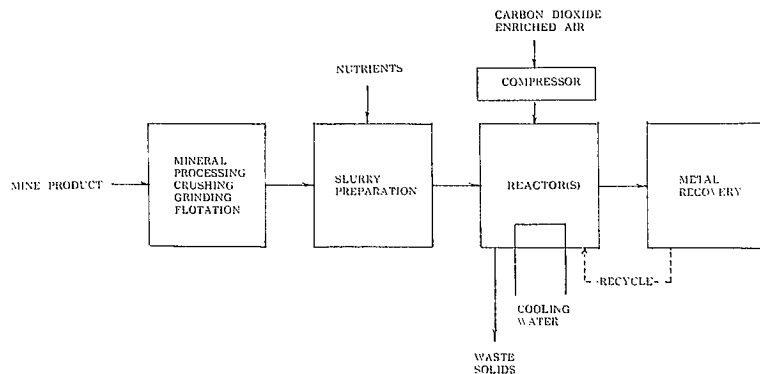 CARBON DIOXIDE
ENRICHED AIR
NUTRIENTS
COMPRESSOR
MINE PRODUCT
MINERAL
PROCESSING
CRUSHING
GRINDING
FLOTATION
SLURRY
PREPARATION
REACTOR(S)
METAL
RECOVERY
RECYCLE
COOLING
WATER
WASTE
SOLIDS